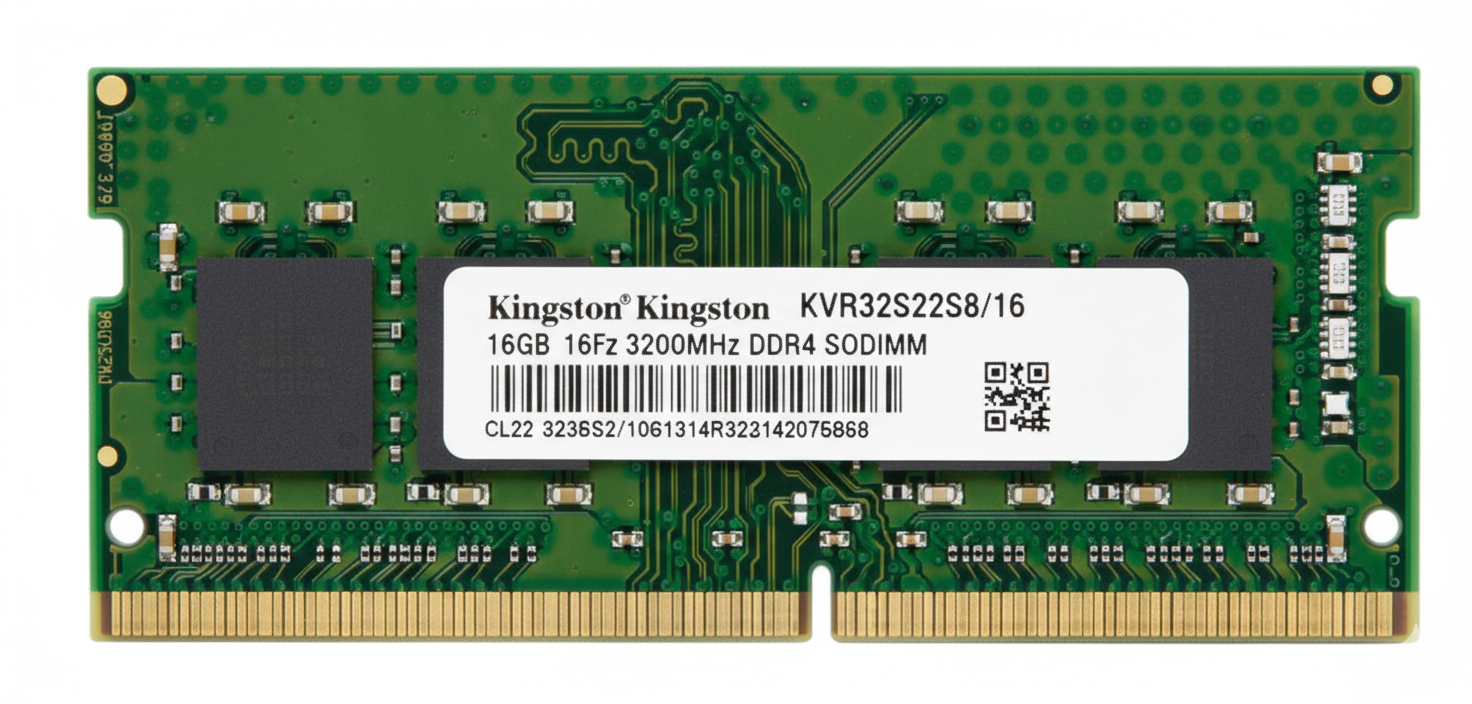 Kingston® Kingston KVR32S22S8/16
16GB 16Fz 3200MHz DDR4 SODIMM
CL22 3236S2/1061314R323142075868